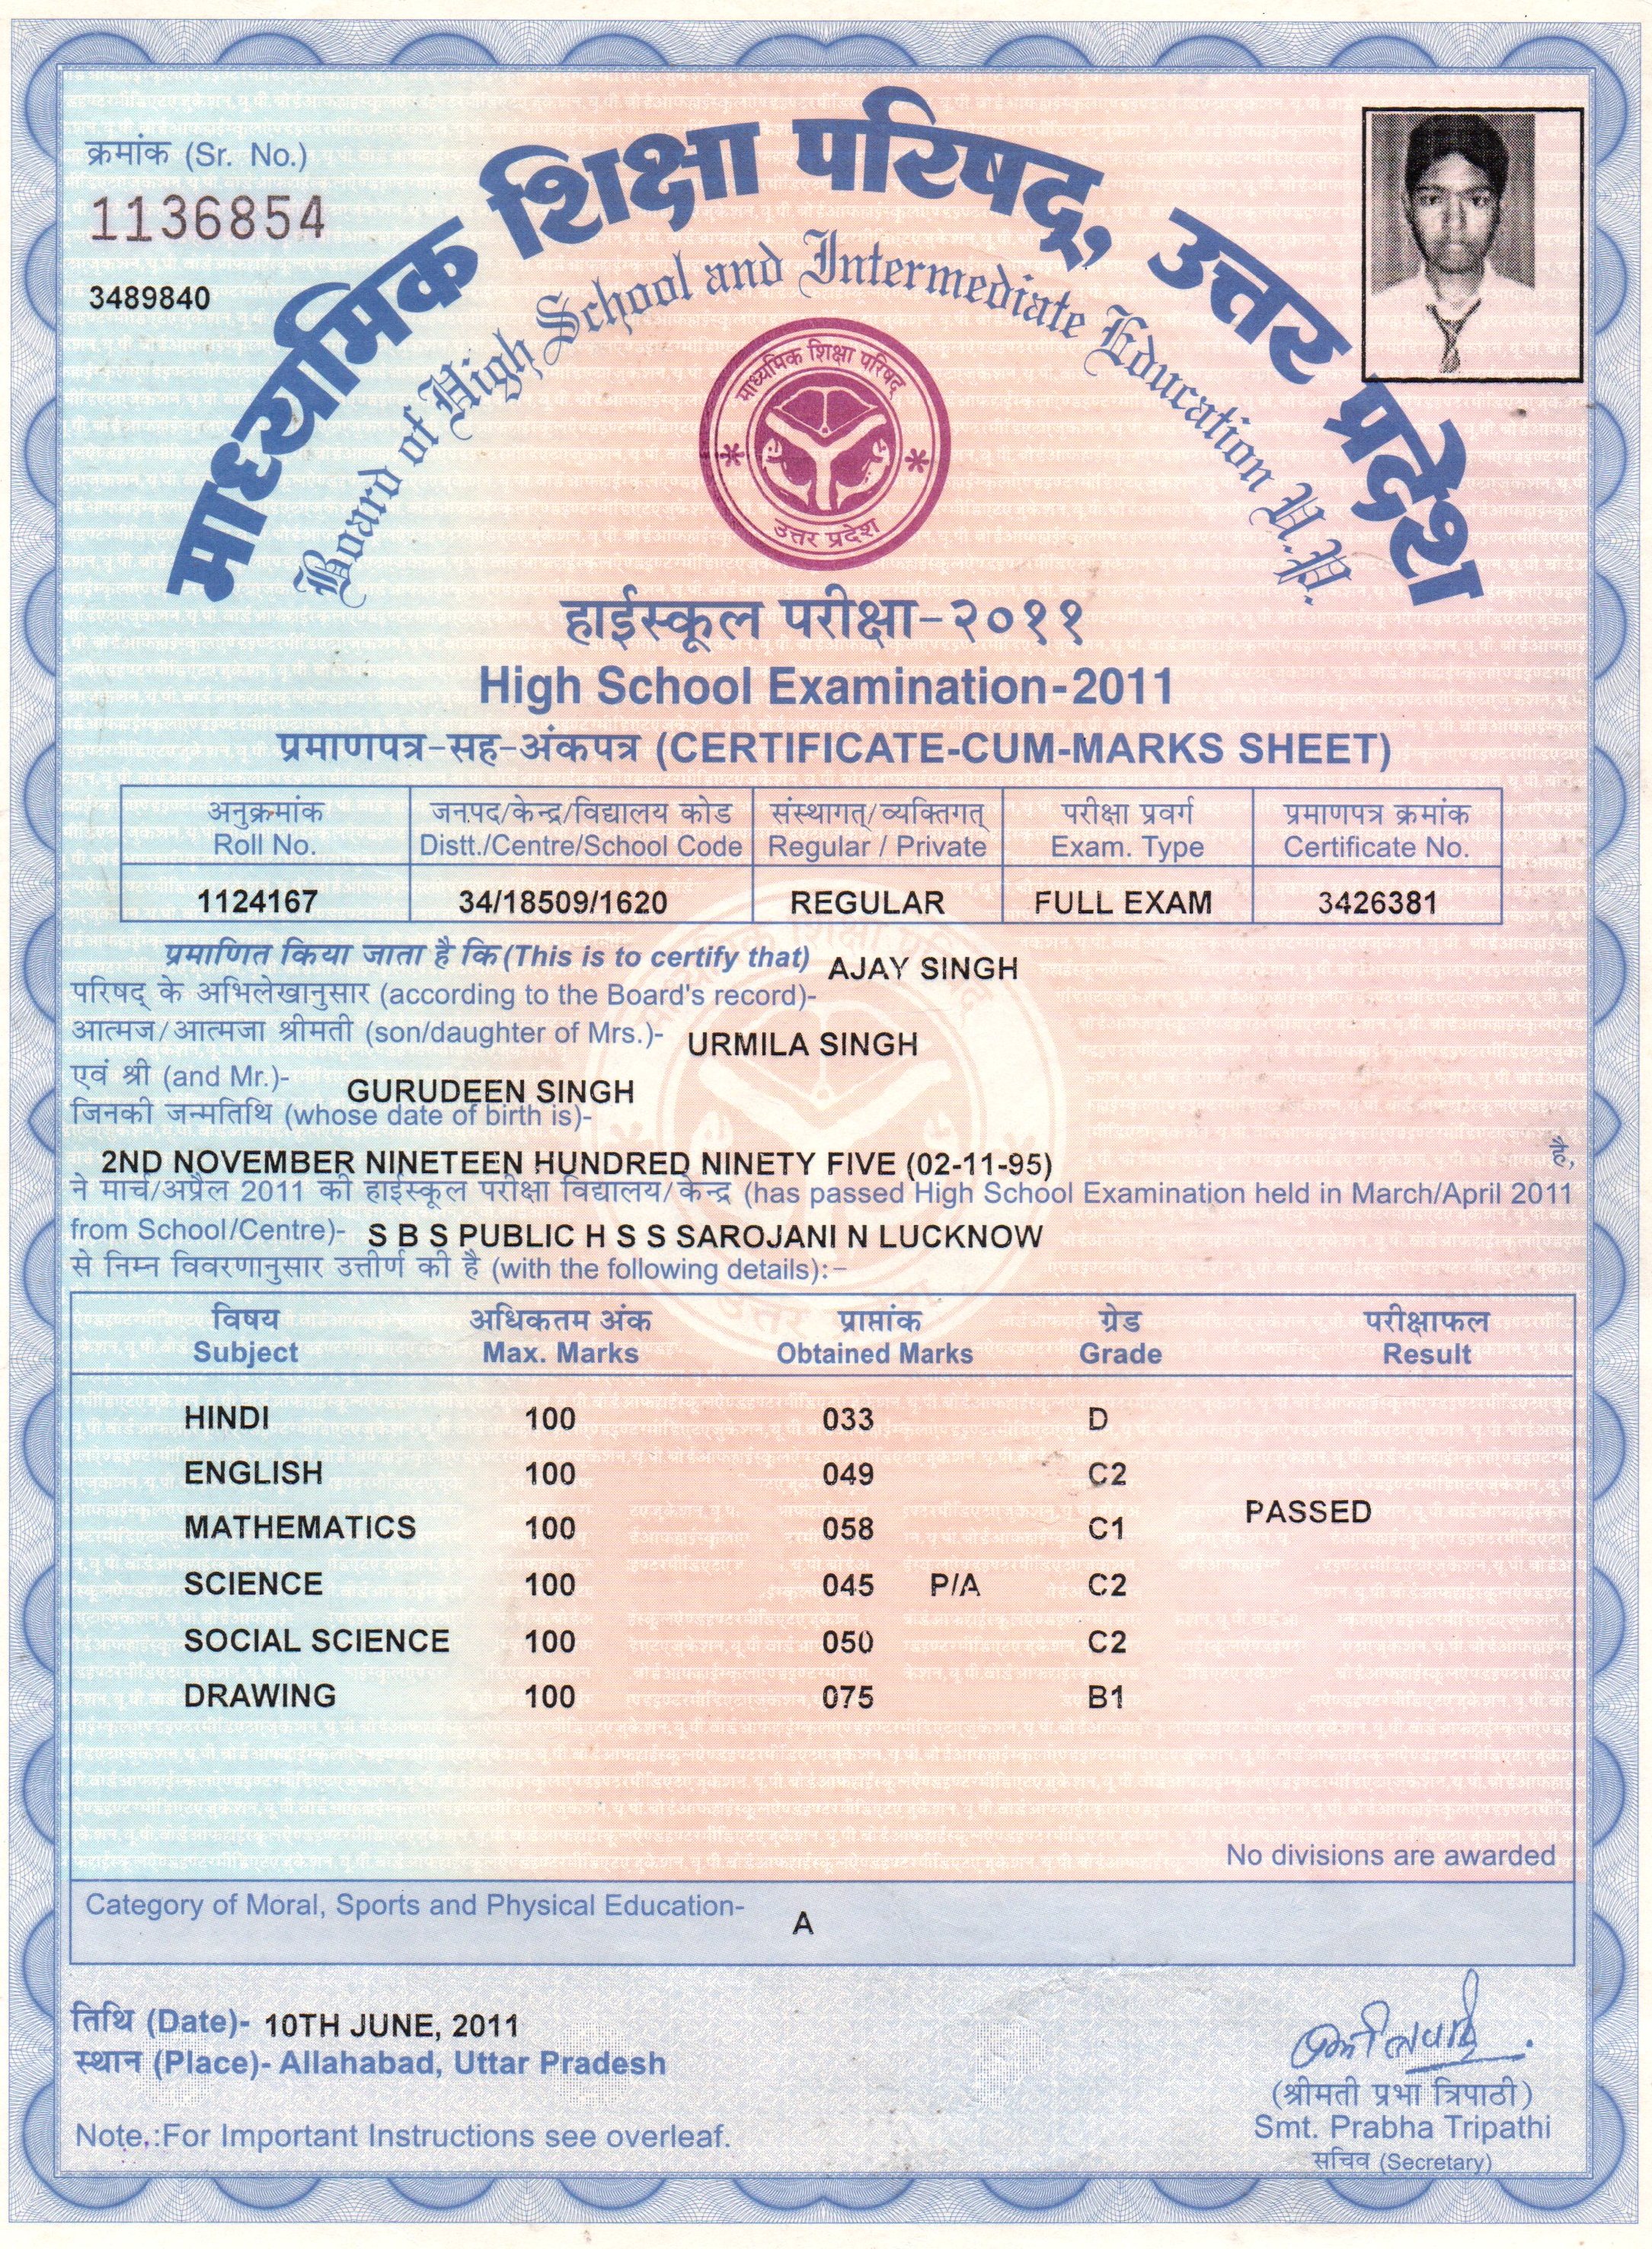 क्रमांक (Sr. No.)
1136854
3489840
माध्यमिक शिक्षा परिषद्, उत्तर प्रदेश
Board of High School and Intermediate Education U.P.
माध्यमिक शिक्षा परिषद्
उत्तर प्रदेश
हाईस्कूल परीक्षा-२०११
High School Examination-2011
प्रमाणपत्र-सह-अंकपत्र (CERTIFICATE-CUM-MARKS SHEET)
अनुक्रमांक जनपद/केन्द्र/विद्यालय कोड संस्थागत/व्यक्तिगत परीक्षा प्रवर्ग प्रमाणपत्र क्रमांक
Roll No. Distt./Centre/School Code Regular / Private Exam. Type Certificate No.
1124167 34/18509/1620 REGULAR FULL EXAM 3426381
प्रमाणित किया जाता है कि (This is to certify that) AJAY SINGH
परिषद् के अभिलेखानुसार (according to the Board's record)-
आत्मज/आत्मजा श्रीमती (son/daughter of Mrs.)- URMILA SINGH
एवं श्री (and Mr.)- GURUDEEN SINGH
जिनकी जन्मतिथि (whose date of birth is)-
2ND NOVEMBER NINETEEN HUNDRED NINETY FIVE (02-11-95) है,
ने मार्च/अप्रैल 2011 की हाईस्कूल परीक्षा विद्यालय/केन्द्र (has passed High School Examination held in March/April 2011
from School/Centre)- S B S PUBLIC H S S SAROJANI N LUCKNOW
से निम्न विवरणानुसार उत्तीर्ण की है (with the following details):-
विषय अधिकतम अंक प्राप्तांक ग्रेड परीक्षाफल
Subject Max. Marks Obtained Marks Grade Result
HINDI 100 033 D
ENGLISH 100 049 C2
PASSED
MATHEMATICS 100 058 C1
SCIENCE 100 045 P/A C2
SOCIAL SCIENCE 100 050 C2
DRAWING 100 075 B1
No divisions are awarded
Category of Moral, Sports and Physical Education- A
तिथि (Date)- 10TH JUNE, 2011
स्थान (Place)- Allahabad, Uttar Pradesh
(श्रीमती प्रभा त्रिपाठी)
Smt. Prabha Tripathi
Note.:For Important Instructions see overleaf.
सचिव (Secretary)